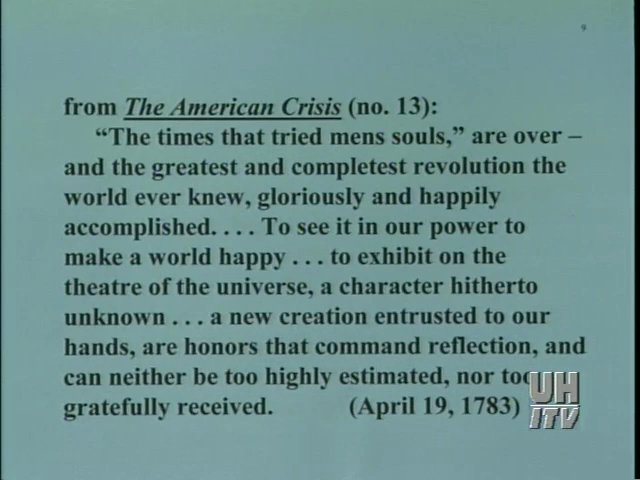 9
from The American Crisis (no. 13):
“The times that tried mens souls,” are over –
and the greatest and completest revolution the
world ever knew, gloriously and happily
accomplished. . . . To see it in our power to
make a world happy . . . to exhibit on the
theatre of the universe, a character hitherto
unknown . . . a new creation entrusted to our
hands, are honors that command reflection, and
can neither be too highly estimated, nor too
gratefully received. (April 19, 1783)
UH
ITV